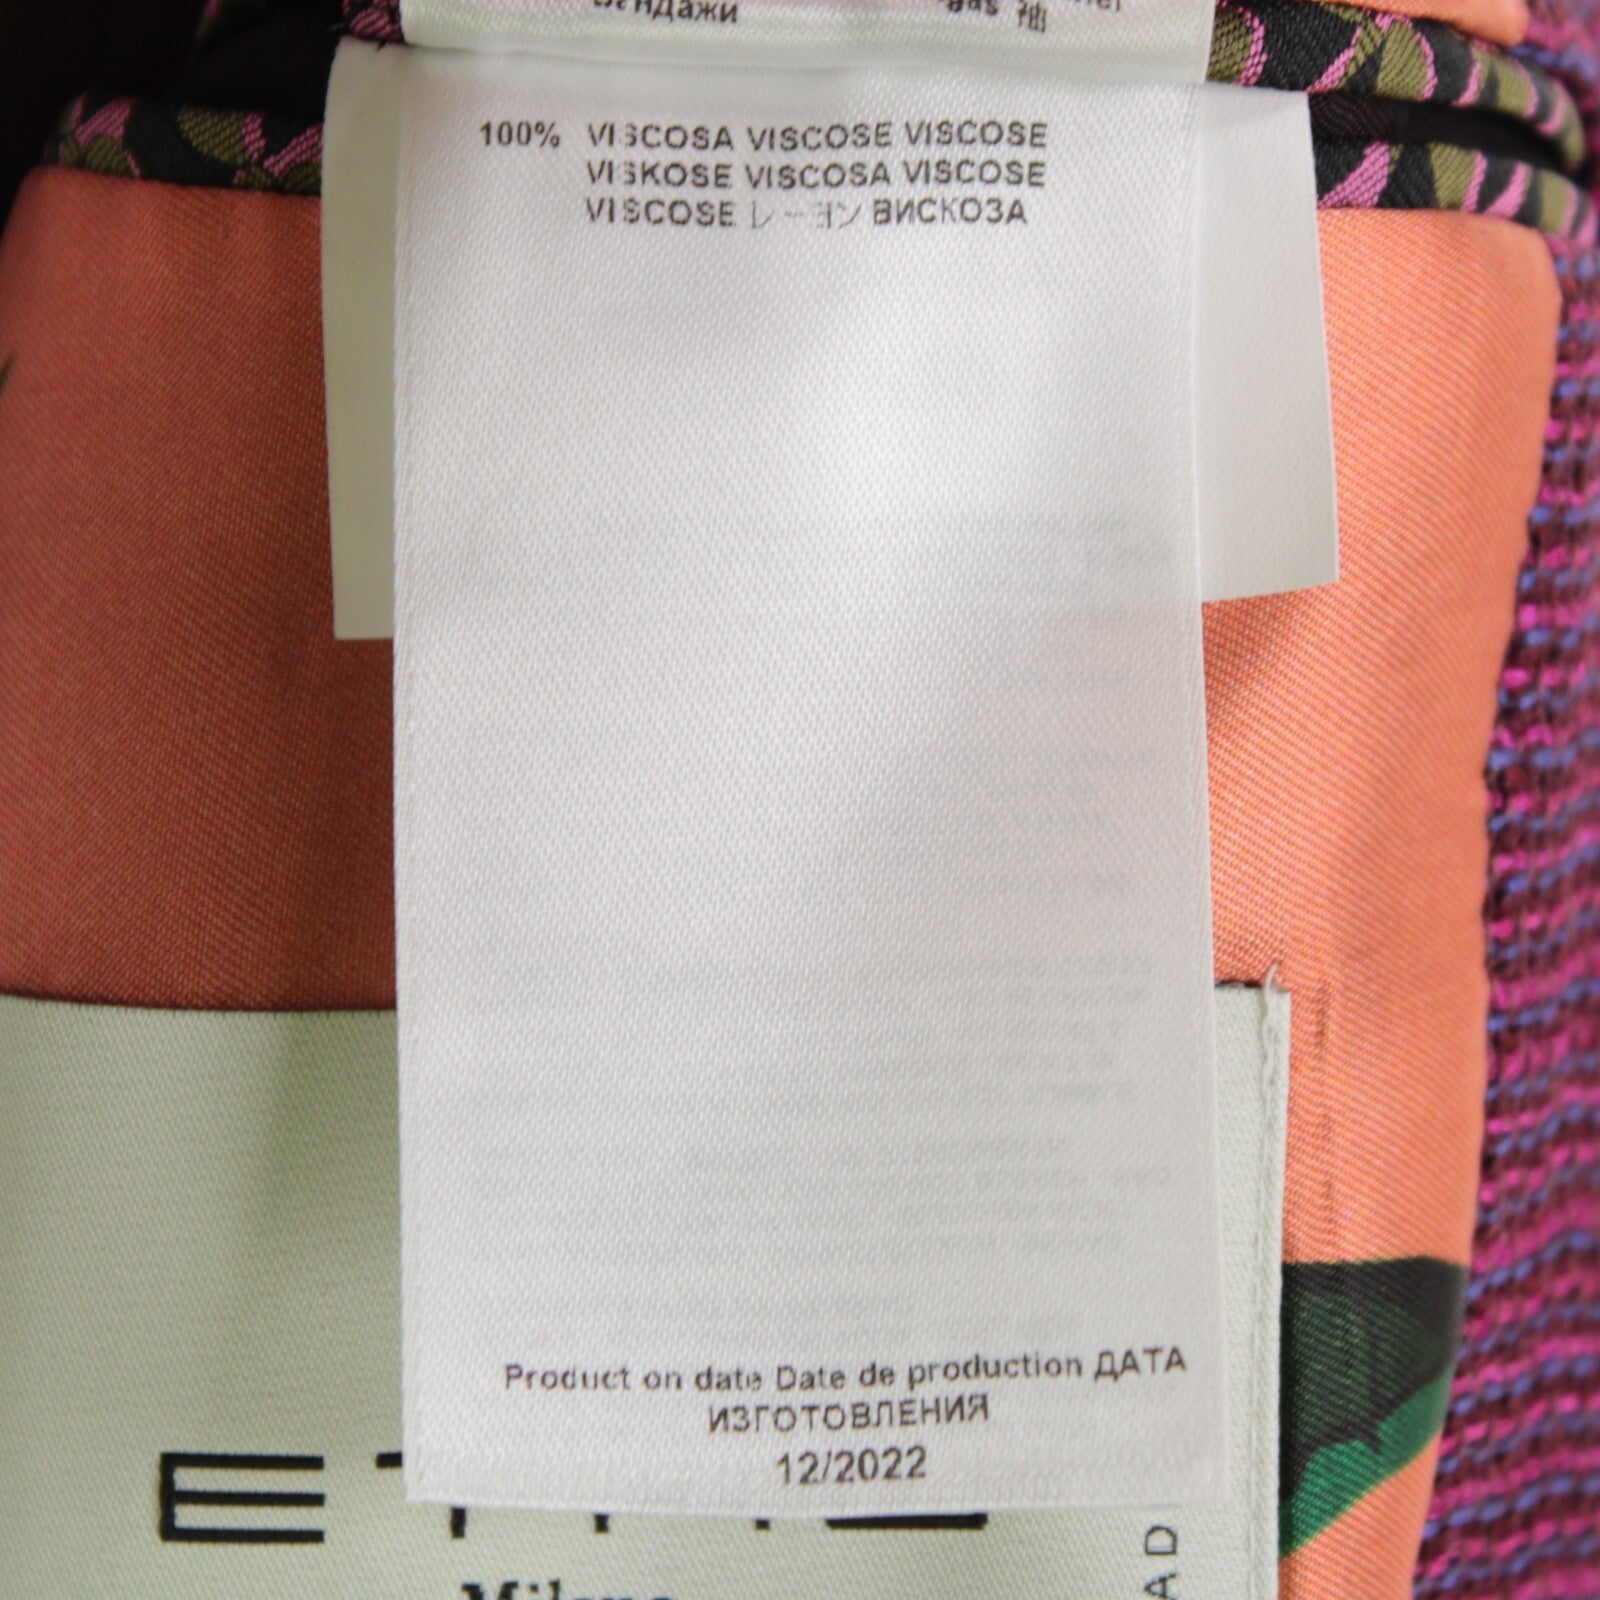 100% VISCOSA VISCOSE VISCOSE
VISKOSE VISCOSA VISCOSE
VISCOSE レーヨン ВИСКОЗА
Product on date Date de production ДАТА
ИЗГОТОВЛЕНИЯ
12/2022